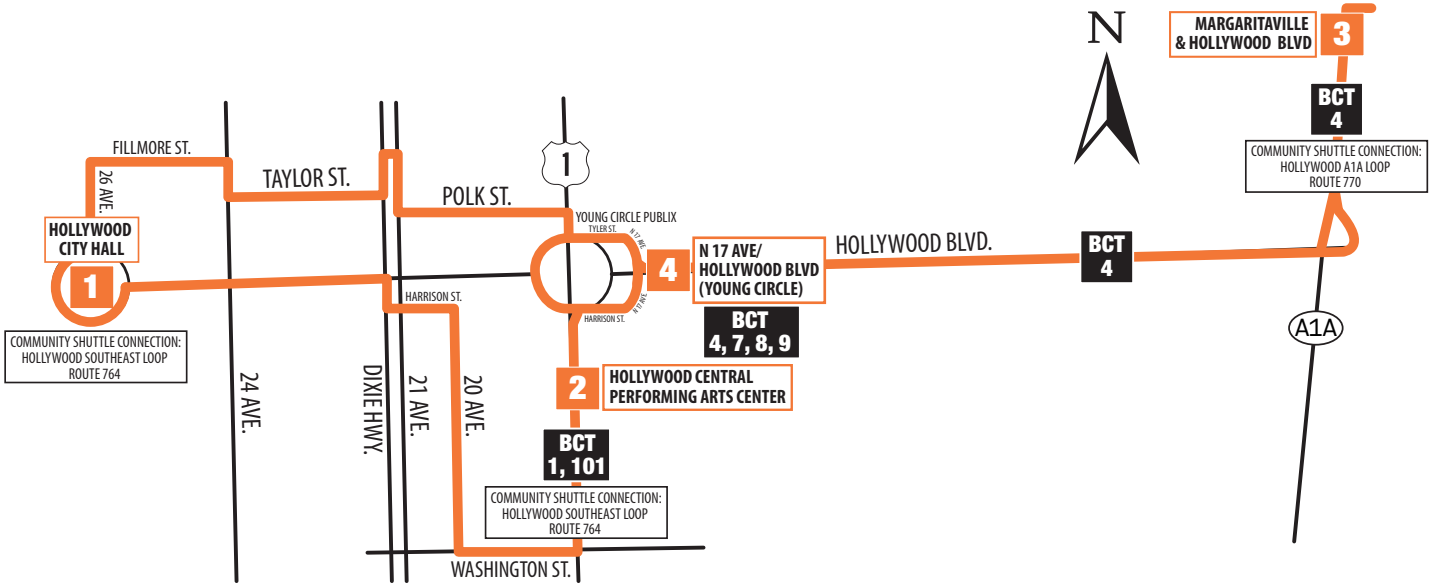 MARGARITAVILLE
& HOLLYWOOD BLVD
3
N
BCT
4
COMMUNITY SHUTTLE CONNECTION:
HOLLYWOOD A1A LOOP
ROUTE 770
FILLMORE ST.
26 AVE.
TAYLOR ST.
1
POLK ST.
YOUNG CIRCLE PUBLIX
TYLER ST.
N 17 AVE
HOLLYWOOD
CITY HALL
1
4
N 17 AVE/
HOLLYWOOD BLVD
(YOUNG CIRCLE)
HOLLYWOOD BLVD.
BCT
4
HARRISON ST.
N 17 AVE
HARRISON ST.
BCT
4, 7, 8, 9
A1A
COMMUNITY SHUTTLE CONNECTION:
HOLLYWOOD SOUTHEAST LOOP
ROUTE 764
24 AVE.
DIXIE HWY.
21 AVE.
20 AVE.
2
HOLLYWOOD CENTRAL
PERFORMING ARTS CENTER
BCT
1, 101
COMMUNITY SHUTTLE CONNECTION:
HOLLYWOOD SOUTHEAST LOOP
ROUTE 764
WASHINGTON ST.